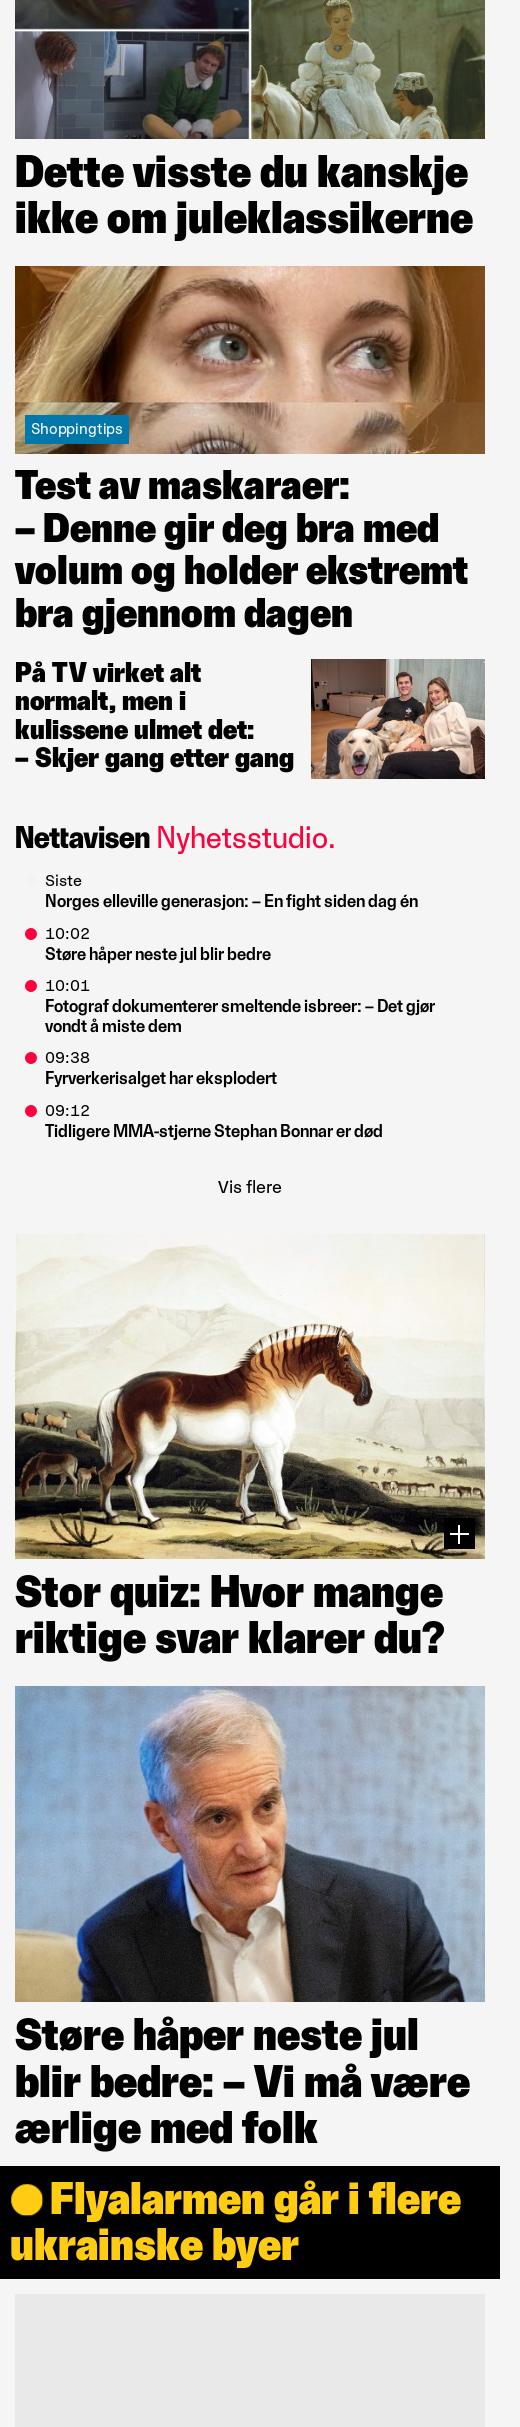 Dette visste du kanskje
ikke om juleklassikerne
Shoppingtips
Test av maskaraer:
– Denne gir deg bra med
volum og holder ekstremt
bra gjennom dagen
På TV virket alt
normalt, men i
kulissene ulmet det:
– Skjer gang etter gang
Nettavisen Nyhetsstudio.
Siste
Norges elleville generasjon: – En fight siden dag én
10:02
Støre håper neste jul blir bedre
10:01
Fotograf dokumenterer smeltende isbreer: – Det gjør
vondt å miste dem
09:38
Fyrverkerisalget har eksplodert
09:12
Tidligere MMA-stjerne Stephan Bonnar er død
Vis flere
Stor quiz: Hvor mange
riktige svar klarer du?
Støre håper neste jul
blir bedre: – Vi må være
ærlige med folk
Flyalarmen går i flere
ukrainske byer